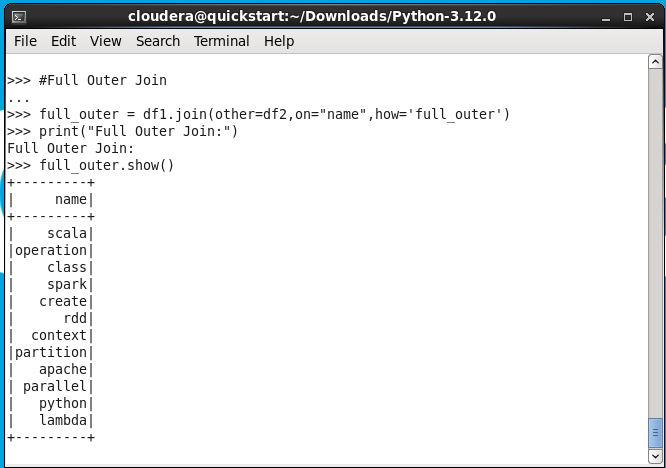 cloudera@quickstart:~/Downloads/Python-3.12.0
File Edit View Search Terminal Help
>>> #Full Outer Join
...
>>> full_outer = df1.join(other=df2,on="name",how='full_outer')
>>> print("Full Outer Join:")
Full Outer Join:
>>> full_outer.show()
+---------+
|     name|
+---------+
|    scala|
|operation|
|    class|
|    spark|
|   create|
|      rdd|
|  context|
|partition|
|   apache|
| parallel|
|   python|
|   lambda|
+---------+